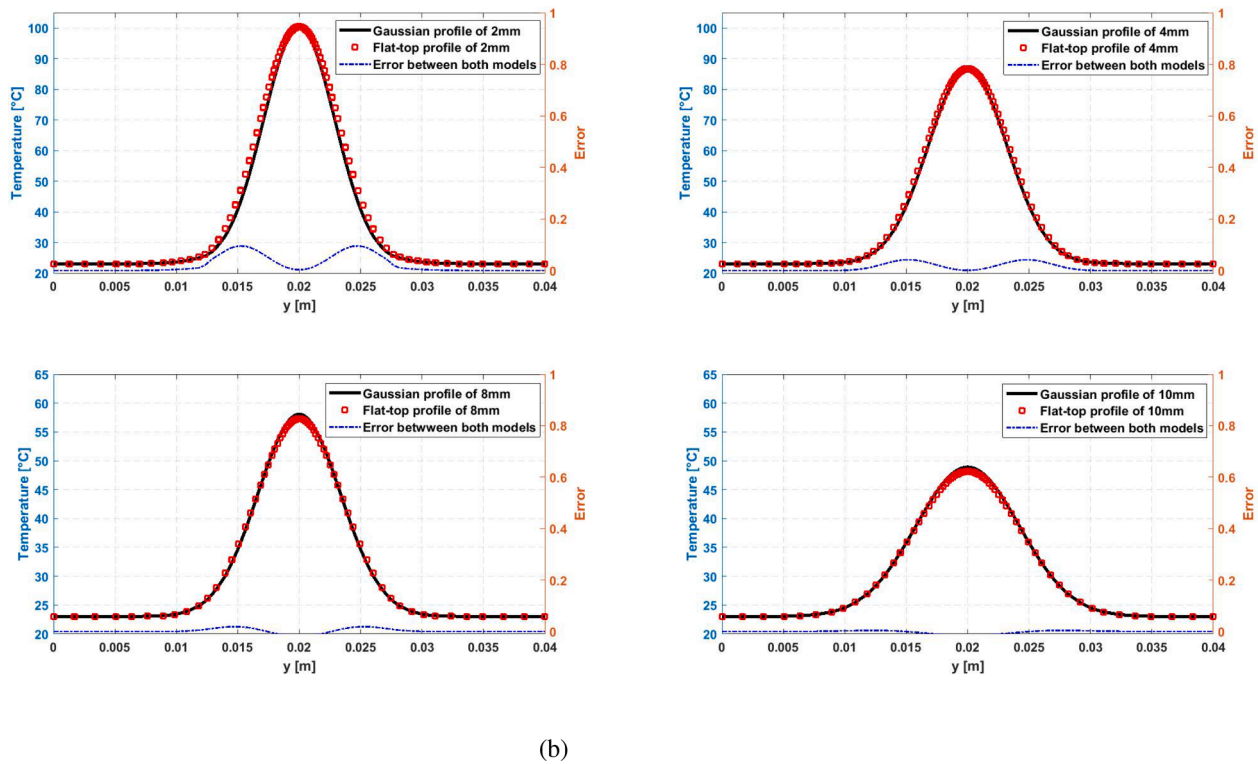 Gaussian profile of 2mm
Flat-top profile of 2mm
Error between both models
100
90
80
70
60
50
40
30
20
Temperature [°C]
1
0.8
0.6
0.4
0.2
0
Error
0 0.005 0.01 0.015 0.02 0.025 0.03 0.035 0.04
y [m]
Gaussian profile of 4mm
Flat-top profile of 4mm
Error between both models
100
90
80
70
60
50
40
30
20
Temperature [°C]
1
0.8
0.6
0.4
0.2
0
Error
0 0.005 0.01 0.015 0.02 0.025 0.03 0.035 0.04
y [m]
Gaussian profile of 8mm
Flat-top profile of 8mm
Error betwween both models
65
60
55
50
45
40
35
30
25
20
Temperature [°C]
1
0.8
0.6
0.4
0.2
0
Error
0 0.005 0.01 0.015 0.02 0.025 0.03 0.035 0.04
y [m]
Gaussian profile of 10mm
Flat-top profile of 10mm
Error between both models
65
60
55
50
45
40
35
30
25
20
Temperature [°C]
1
0.8
0.6
0.4
0.2
0
Error
0 0.005 0.01 0.015 0.02 0.025 0.03 0.035 0.04
y [m]
(b)